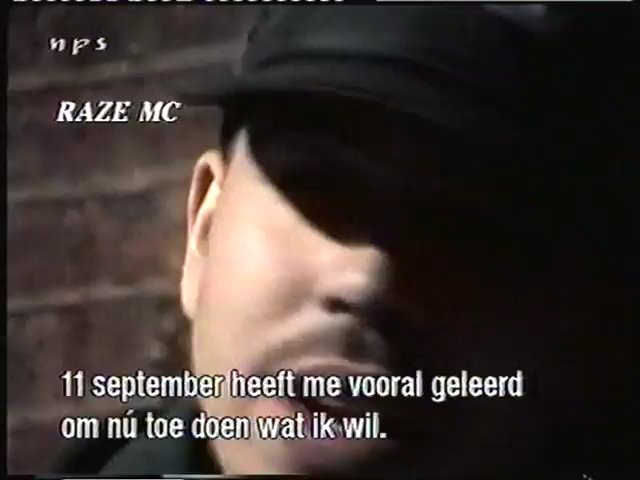 nps
RAZE MC
11 september heeft me vooral geleerd
om nú toe doen wat ik wil.